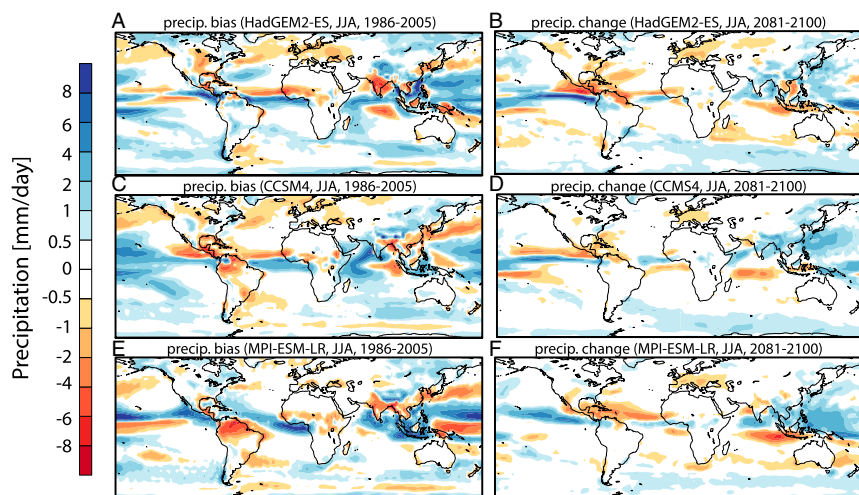 A precip. bias (HadGEM2-ES, JJA, 1986-2005)
B precip. change (HadGEM2-ES, JJA, 2081-2100)
C precip. bias (CCSM4, JJA, 1986-2005)
D precip. change (CCMS4, JJA, 2081-2100)
E precip. bias (MPI-ESM-LR, JJA, 1986-2005)
F precip. change (MPI-ESM-LR, JJA, 2081-2100)
Precipitation [mm/day]
8
6
4
2
1
0.5
0
-0.5
-1
-2
-4
-6
-8